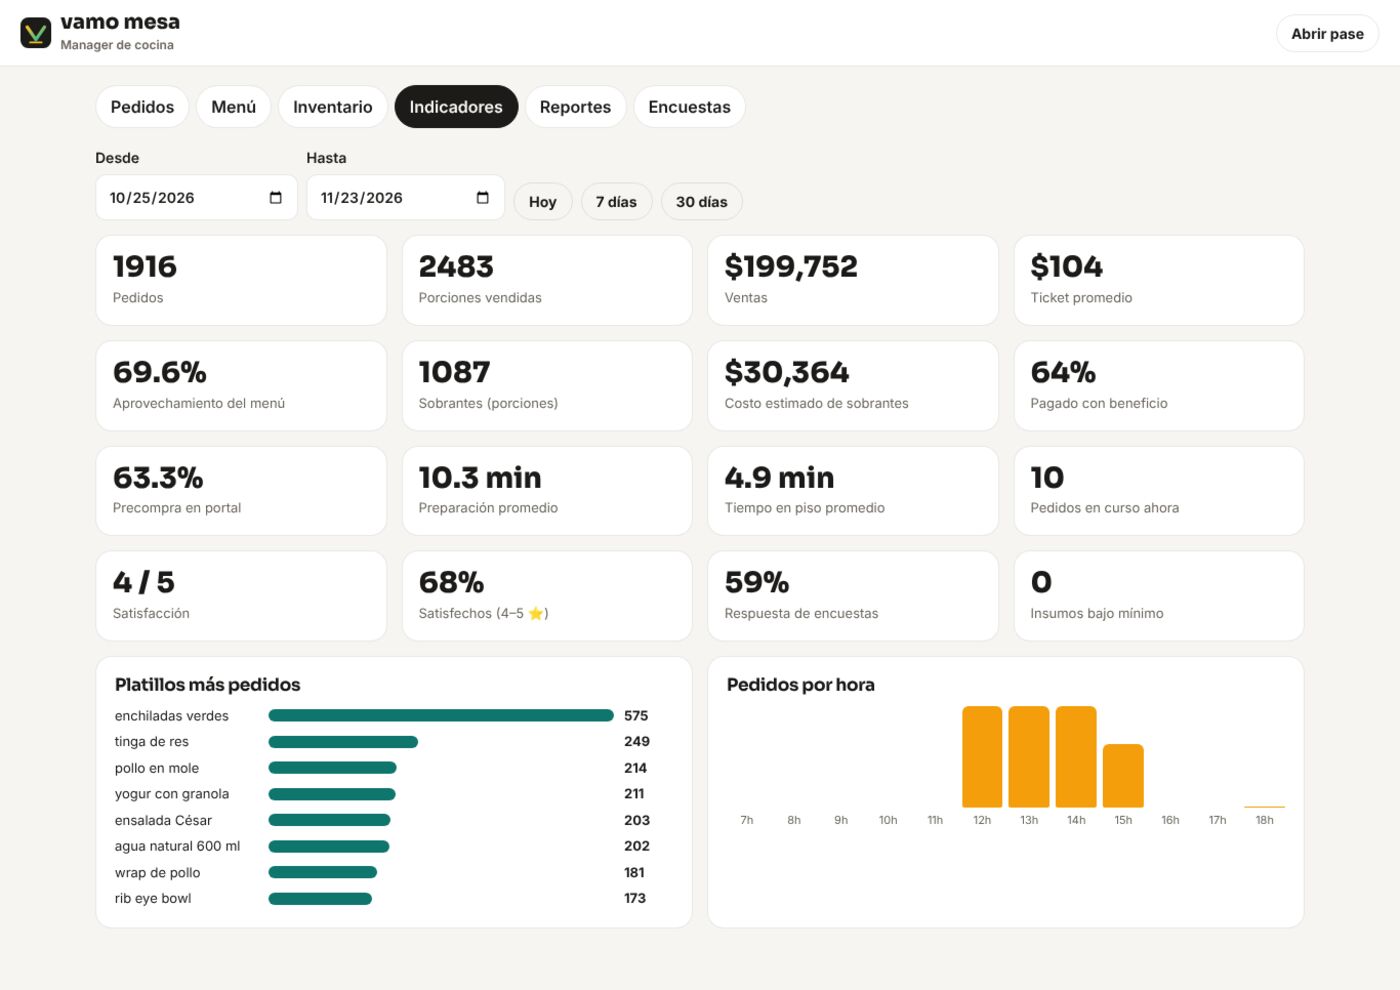 vamo mesa
Manager de cocina
Abrir pase
Pedidos
Menú
Inventario
Indicadores
Reportes
Encuestas
Desde
Hasta
10/25/2026
11/23/2026
Hoy
7 días
30 días
1916
Pedidos
2483
Porciones vendidas
$199,752
Ventas
$104
Ticket promedio
69.6%
Aprovechamiento del menú
1087
Sobrantes (porciones)
$30,364
Costo estimado de sobrantes
64%
Pagado con beneficio
63.3%
Precompra en portal
10.3 min
Preparación promedio
4.9 min
Tiempo en piso promedio
10
Pedidos en curso ahora
4 / 5
Satisfacción
68%
Satisfechos (4–5 ⭐)
59%
Respuesta de encuestas
0
Insumos bajo mínimo
Platillos más pedidos
enchiladas verdes 575
tinga de res 249
pollo en mole 214
yogur con granola 211
ensalada César 203
agua natural 600 ml 202
wrap de pollo 181
rib eye bowl 173
Pedidos por hora
7h 8h 9h 10h 11h 12h 13h 14h 15h 16h 17h 18h